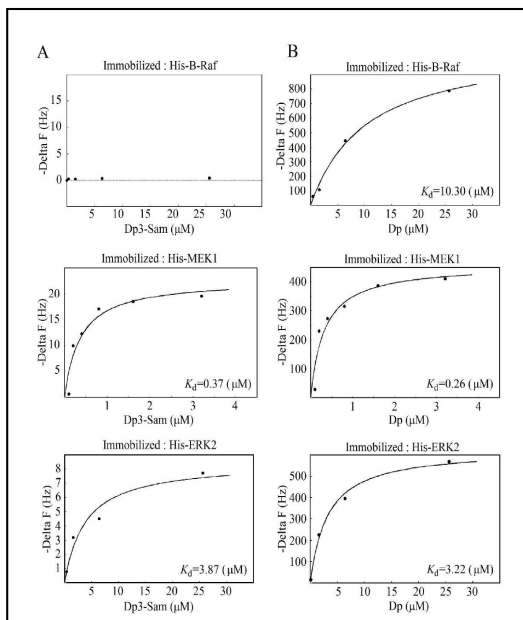 A
Immobilized : His-B-Raf
-Delta F (Hz)
15
10
5
0
5 10 15 20 25 30
Dp3-Sam (μM)
Immobilized : His-MEK1
-Delta F (Hz)
20
15
10
5
Kd=0.37 (μM)
1 2 3 4
Dp3-Sam (μM)
Immobilized : His-ERK2
-Delta F (Hz)
8
7
6
5
4
3
2
1
Kd=3.87 (μM)
5 10 15 20 25 30
Dp3-Sam (μM)
B
Immobilized : His-B-Raf
-Delta F (Hz)
800
700
600
500
400
300
200
100
Kd=10.30 (μM)
5 10 15 20 25 30
Dp (μM)
Immobilized : His-MEK1
-Delta F (Hz)
400
300
200
100
Kd=0.26 (μM)
1 2 3 4
Dp (μM)
Immobilized : His-ERK2
-Delta F (Hz)
500
400
300
200
100
Kd=3.22 (μM)
5 10 15 20 25 30
Dp (μM)